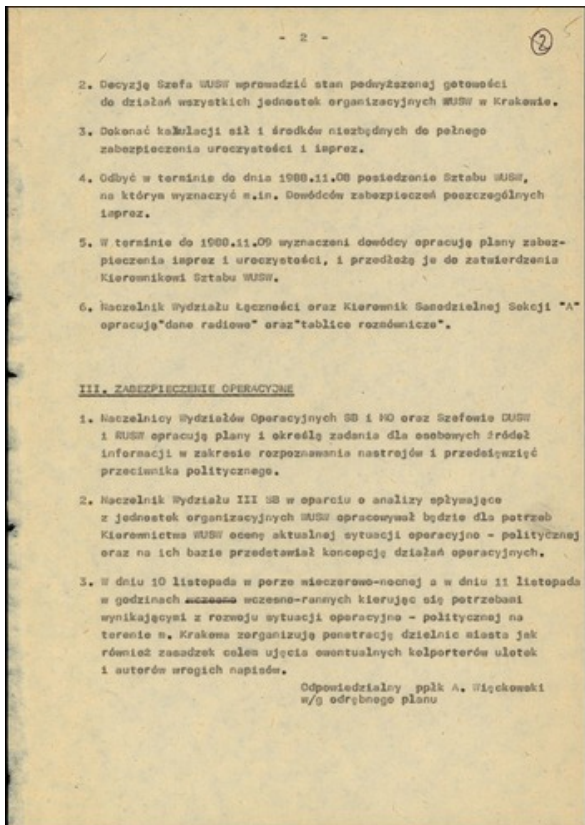 - 2 -
2
5
2. Decyzję Szefa WUSW wprowadzić stan podwyższonej gotowości
do działań wszystkich jednostek organizacyjnych WUSW w Krakowie.
3. Dokonać kalkulacji sił i środków niezbędnych do pełnego
zabezpieczenia uroczystości i imprez.
4. Odbyć w terminie do dnia 1988.11.08 posiedzenie Sztabu WUSW,
na którym wyznaczyć m.in. Dowódców zabezpieczeń poszczególnych
imprez.
5. W terminie do 1988.11.09 wyznaczeni dowódcy opracują plany zabez-
pieczenia imprez i uroczystości, i przedłożą je do zatwierdzenia
Kierownikowi Sztabu WUSW.
6. Naczelnik Wydziału Łączności oraz Kierownik Samodzielnej Sekcji "A"
opracują "dane radiowe" oraz "tablice rozmównicze".
III. ZABEZPIECZENIE OPERACYJNE
1. Naczelnicy Wydziałów Operacyjnych SB i MO oraz Szefowie DUSW
i RUSW opracują plany i określą zadania dla osobowych źródeł
informacji w zakresie rozpoznawania nastrojów i przedsięwzięć
przeciwnika politycznego.
2. Naczelnik Wydziału III SB w oparciu o analizy spływające
z jednostek organizacyjnych WUSW opracowywał będzie dla potrzeb
Kierownictwa WUSW ocenę aktualnej sytuacji operacyjno - politycznej
oraz na ich bazie przedstawiał koncepcję działań operacyjnych.
3. W dniu 10 listopada w porze wieczorowo-nocnej a w dniu 11 listopada
w godzinach wczesno wczesno-rannych kierując się potrzebami
wynikającymi z rozwoju sytuacji operacyjno - politycznej na
terenie m. Krakowa zorganizują penetrację dzielnic miasta jak
również zasadzek celem ujęcia ewentualnych kolporterów ulotek
i autorów wrogich napisów.
Odpowiedzialny ppłk A. Więckowski
w/g odrębnego planu